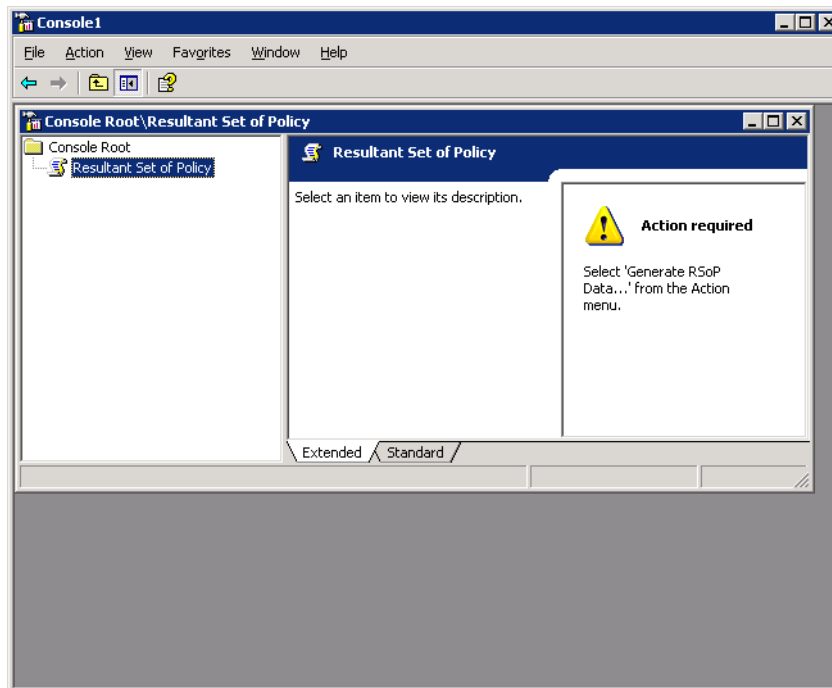 Console1
File Action View Favorites Window Help
Console Root\Resultant Set of Policy
Console Root
Resultant Set of Policy
Resultant Set of Policy
Select an item to view its description.
Action required
Select 'Generate RSoP
Data...' from the Action
menu.
Extended Standard